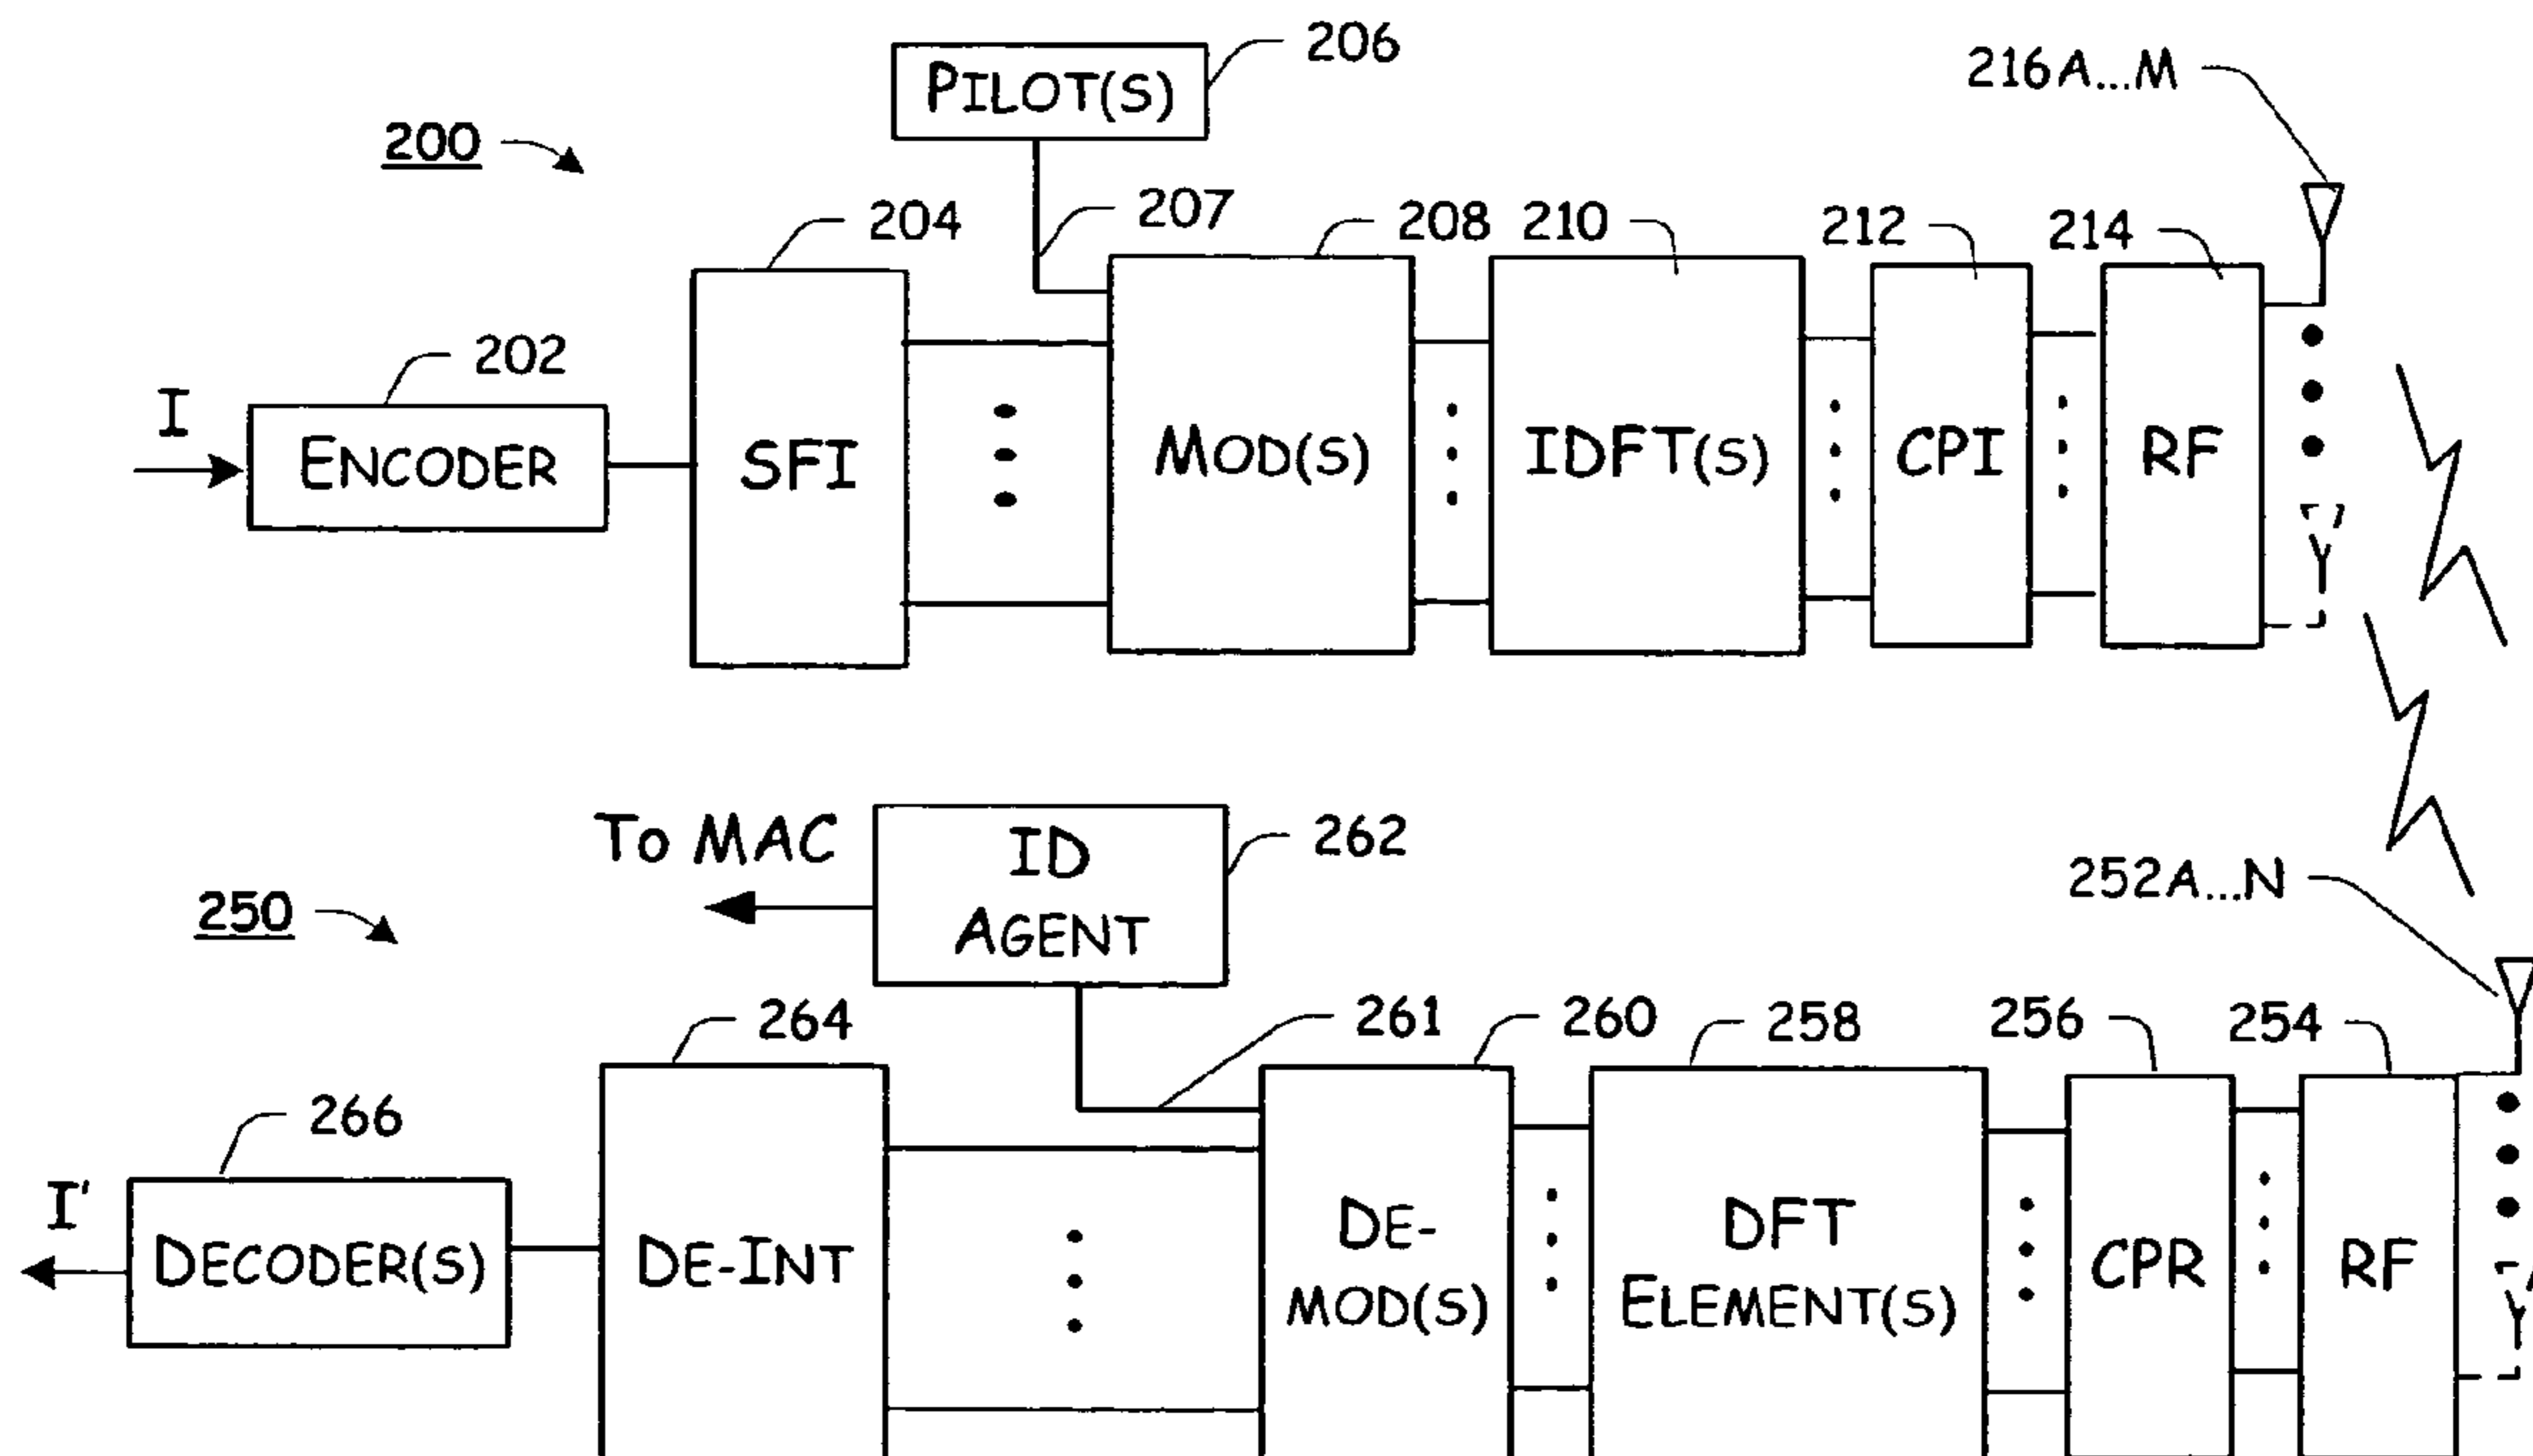 206
PILOT(S)
216A...M
200
204
207
208
210
212
214
202
I
ENCODER
SFI
MOD(S)
IDFT(S)
CPI
RF
To MAC
ID
AGENT
262
252A...N
250
264
261
260
258
256
254
266
I'
DECODER(S)
DE-INT
DE-
MOD(S)
DFT
ELEMENT(S)
CPR
RF